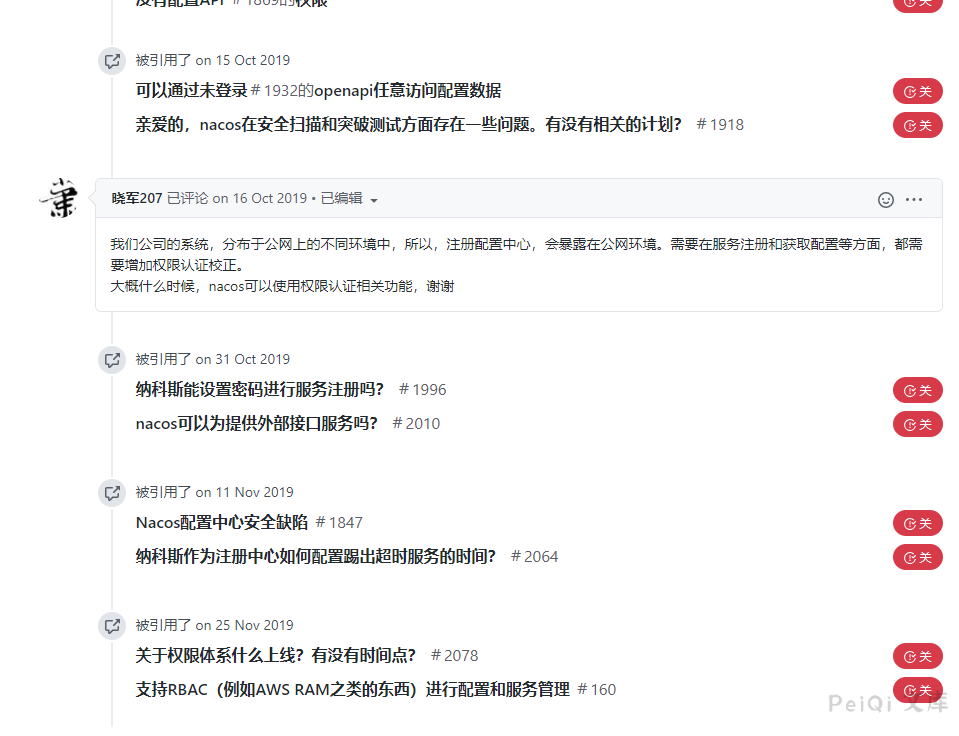 没有配置API #1869的权限
关
被引用了 on 15 Oct 2019
可以通过未登录#1932的openapi任意访问配置数据
关
亲爱的，nacos在安全扫描和突破测试方面存在一些问题。有没有相关的计划？ #1918
关
晓军207 已评论 on 16 Oct 2019 • 已编辑
我们公司的系统，分布于公网上的不同环境中，所以，注册配置中心，会暴露在公网环境。需要在服务注册和获取配置等方面，都需
要增加权限认证校正。
大概什么时候，nacos可以使用权限认证相关功能，谢谢
被引用了 on 31 Oct 2019
纳科斯能设置密码进行服务注册吗？ #1996
关
nacos可以为提供外部接口服务吗？ #2010
关
被引用了 on 11 Nov 2019
Nacos配置中心安全缺陷 #1847
关
纳科斯作为注册中心如何配置踢出超时服务的时间？ #2064
关
被引用了 on 25 Nov 2019
关于权限体系什么上线？有没有时间点？ #2078
关
支持RBAC（例如AWS RAM之类的东西）进行配置和服务管理 #160
关
PeiQi 文库